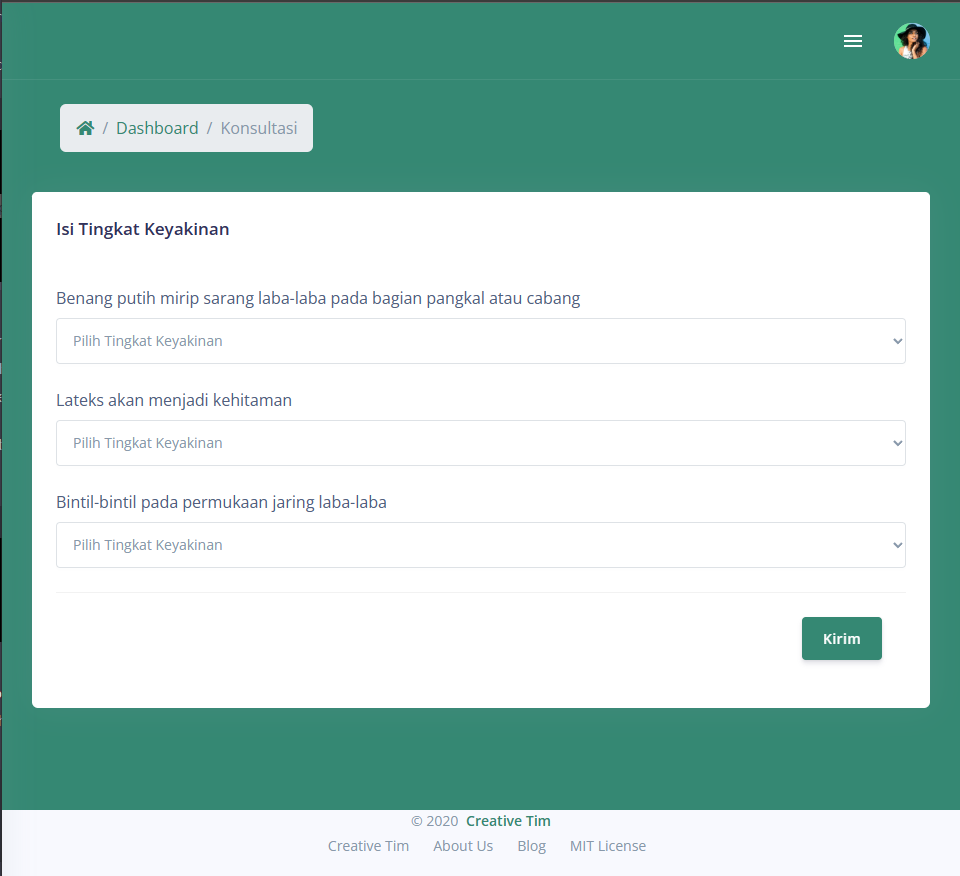 / Dashboard / Konsultasi
Isi Tingkat Keyakinan
Benang putih mirip sarang laba-laba pada bagian pangkal atau cabang
Pilih Tingkat Keyakinan
Lateks akan menjadi kehitaman
Pilih Tingkat Keyakinan
Bintil-bintil pada permukaan jaring laba-laba
Pilih Tingkat Keyakinan
Kirim
© 2020 Creative Tim
Creative Tim About Us Blog MIT License